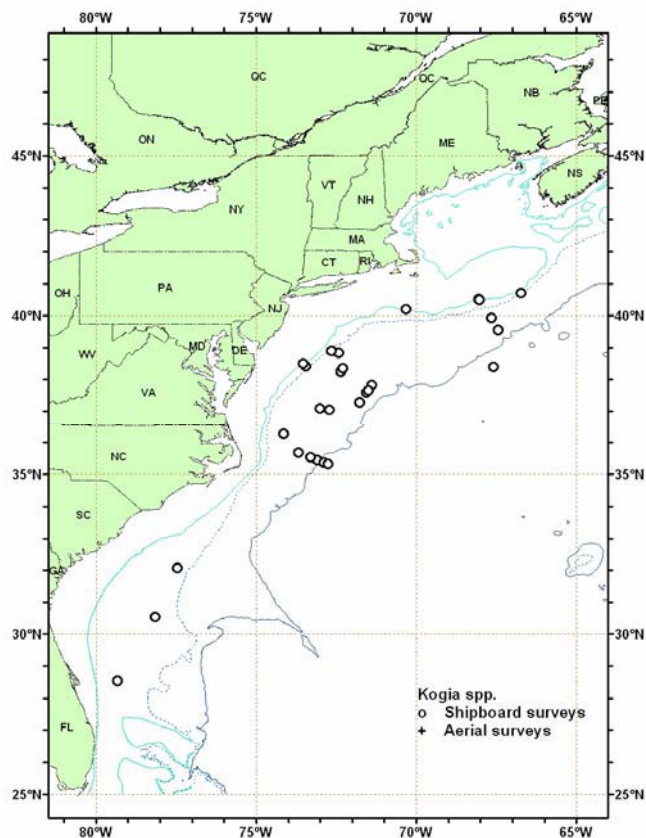 80°W 75°W 70°W 65°W
QC QC NB PE
ON ME
45°N 45°N
NS
VT NH
NY
MA
CT RI
OH PA
NJ
40°N 40°N
MD DE
WV
VA
NC
35°N 35°N
SC
GA
30°N 30°N
Kogia spp.
Shipboard surveys
FL
+ Aerial surveys
25°N 25°N
80°W 75°W 70°W 65°W